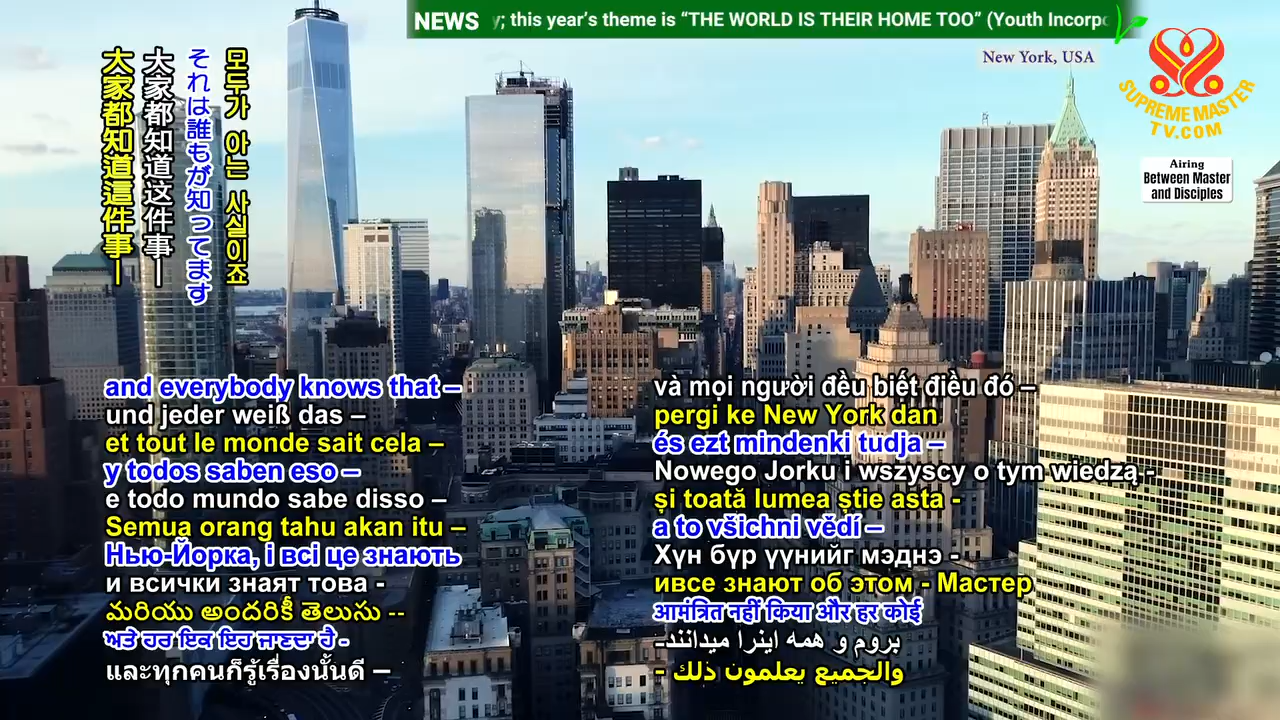 NEWS y; this year's theme is “THE WORLD IS THEIR HOME TOO” (Youth Incorpo
New York, USA
SUPREME MASTER
TV.COM
Airing
Between Master
and Disciples
大家都知道這件事—
大家都知道这件事—
それは誰もが知ってます
모두가 아는 사실이죠
and everybody knows that –
und jeder weiß das –
et tout le monde sait cela –
y todos saben eso –
e todo mundo sabe disso –
Semua orang tahu akan itu –
Нью-Йорка, і всі це знають
и всички знаят това -
మరియు అందరికీ తెలుసు --
ਅਤੇ ਹਰ ਇਕ ਇਹ ਜਾਣਦਾ ਹੈ -
และทุกคนก็รู้เรื่องนั้นดี –
và mọi người đều biết điều đó –
pergi ke New York dan
és ezt mindenki tudja –
Nowego Jorku i wszyscy o tym wiedzą -
și toată lumea știe asta -
a to všichni vědí –
Хүн бүр үүнийг мэднэ -
ивсе знают об этом - Мастер
आमंत्रित नहीं किया और हर कोई
بروم و همه اینرا میدانند-
والجميع يعلمون ذلك -